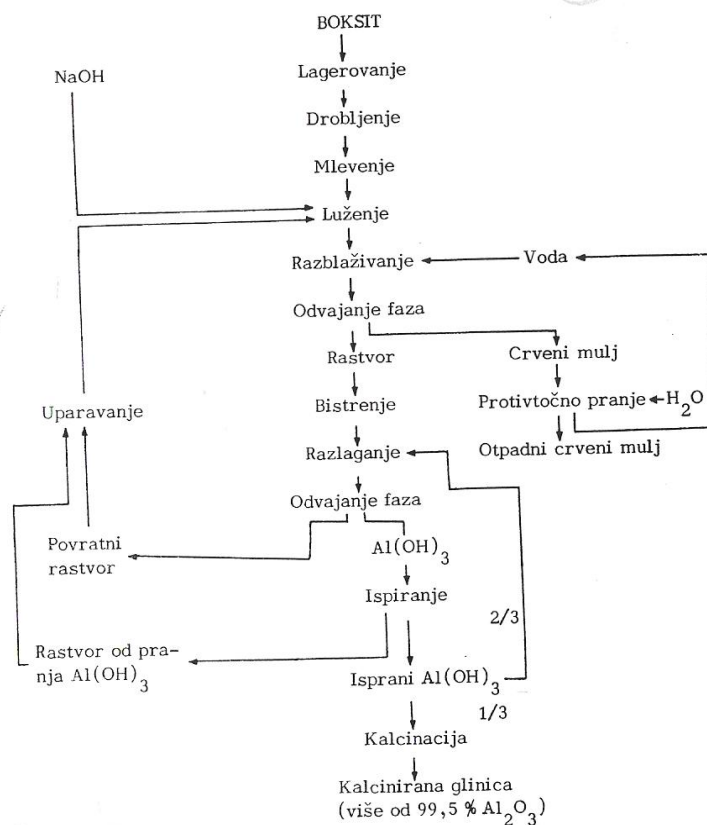 BOKSIT
Lagerovanje
NaOH
Drobljenje
Mlevenje
Luženje
Razblaživanje
Voda
Odvajanje faza
Rastvor
Crveni mulj
Uparavanje
Bistrenje
Protivtočno pranje
H₂O
Razlaganje
Otpadni crveni mulj
Odvajanje faza
Povratni
rastvor
Al(OH)₃
Ispiranje
2/3
Rastvor od pra-
nja Al(OH)₃
Isprani Al(OH)₃
1/3
Kalcinacija
Kalcinirana glinica
(više od 99,5 % Al₂O₃)